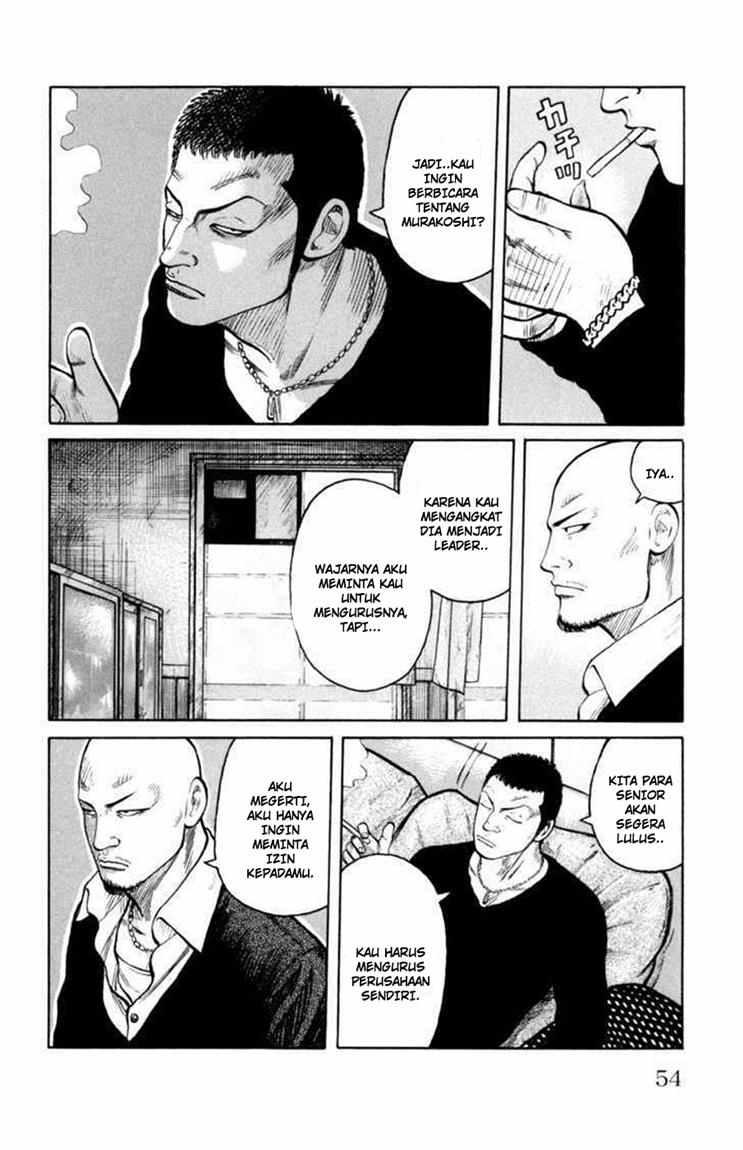 カチッ
JADI..KAU
INGIN
BERBICARA
TENTANG
MURAKOSHI?
IYA..
KARENA KAU
MENGANGKAT
DIA MENJADI
LEADER..
WAJARNYA AKU
MEMINTA KAU
UNTUK
MENGURUSNYA,
TAPI...
KITA PARA
SENIOR
AKAN
SEGERA
LULUS..
KAU HARUS
MENGURUS
PERUSAHAAN
SENDIRI.
AKU
MEGERTI,
AKU HANYA
INGIN
MEMINTA
IZIN
KEPADAMU.
54